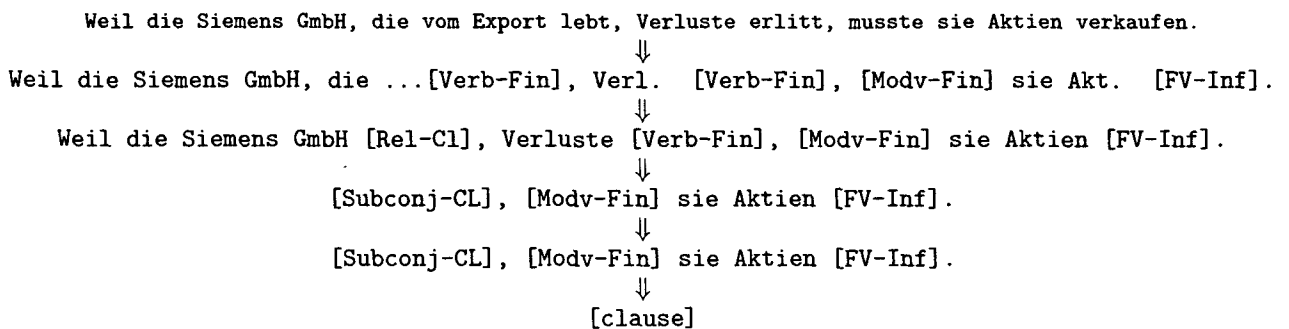 Weil die Siemens GmbH, die vom Export lebt, Verluste erlitt, musste sie Aktien verkaufen.
⇓
Weil die Siemens GmbH, die ...[Verb-Fin], Verl. [Verb-Fin], [Modv-Fin] sie Akt. [FV-Inf].
⇓
Weil die Siemens GmbH [Rel-Cl], Verluste [Verb-Fin], [Modv-Fin] sie Aktien [FV-Inf].
⇓
[Subconj-CL], [Modv-Fin] sie Aktien [FV-Inf].
⇓
[Subconj-CL], [Modv-Fin] sie Aktien [FV-Inf].
⇓
[clause]